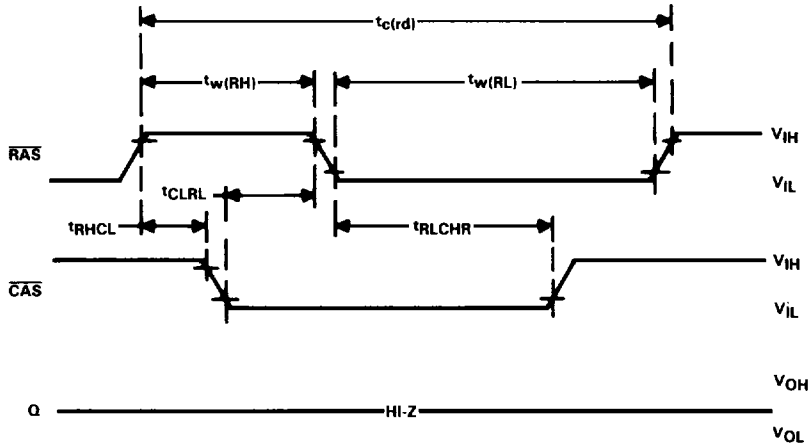 tc(rd)
tw(RH) tw(RL)
RAS VIH
VIL
tCLRL
tRHCL tRLCHR
CAS VIH
VIL
VOH
Q HI-Z
VOL